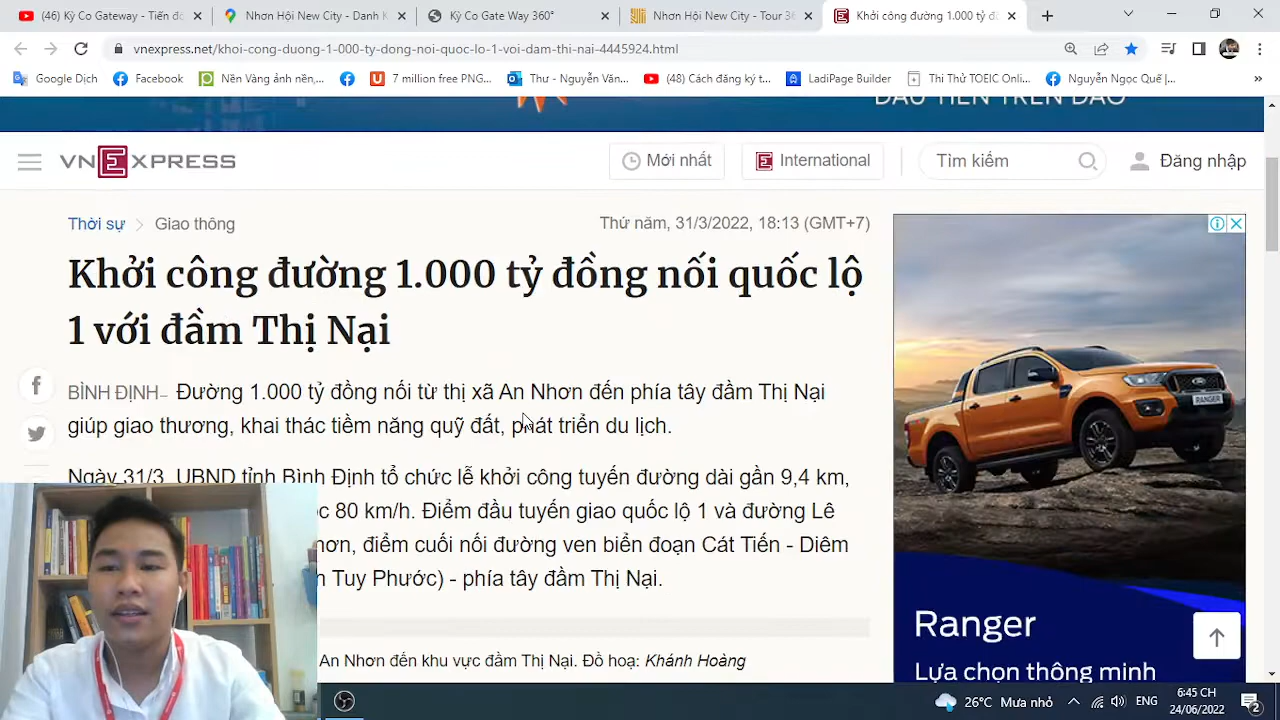 (46) Kỳ Co Gateway - Tiến đ
Nhơn Hội New City - Danh K
Kỳ Co Gate Way 360°
Nhơn Hội New City - Tour 36
Khởi công đường 1.000 tỷ đồ
vnexpress.net/khoi-cong-duong-1-000-ty-dong-noi-quoc-lo-1-voi-dam-thi-nai-4445924.html
Google Dịch
Facebook
Nền Vàng ảnh nền,...
7 million free PNG...
Thư - Nguyễn Văn...
(48) Cách đăng ký t...
LadiPage Builder
Thi Thử TOEIC Onli...
Nguyễn Ngọc Quế|...
»
ĐẦU TIÊN TRÊN ĐẢO
VNEXPRESS
Mới nhất
International
Tìm kiếm
Đăng nhập
Thời sự > Giao thông
Thứ năm, 31/3/2022, 18:13 (GMT+7)
Khởi công đường 1.000 tỷ đồng nối quốc lộ
1 với đầm Thị Nại
BÌNH ĐỊNH– Đường 1.000 tỷ đồng nối từ thị xã An Nhơn đến phía tây đầm Thị Nại
giúp giao thương, khai thác tiềm năng quỹ đất, phát triển du lịch.
Ngày 31/3, UBND tỉnh Bình Định tổ chức lễ khởi công tuyến đường dài gần 9,4 km,
80 km/h. Điểm đầu tuyến giao quốc lộ 1 và đường Lê
điểm cuối nối đường ven biển đoạn Cát Tiến - Diêm
Tuy Phước) - phía tây đầm Thị Nại.
An Nhơn đến khu vực đầm Thị Nại. Đồ hoạ: Khánh Hoàng
RANGER
Ranger
Lựa chọn thông minh
26°C Mưa nhỏ
ENG
6:45 CH
24/06/2022
2